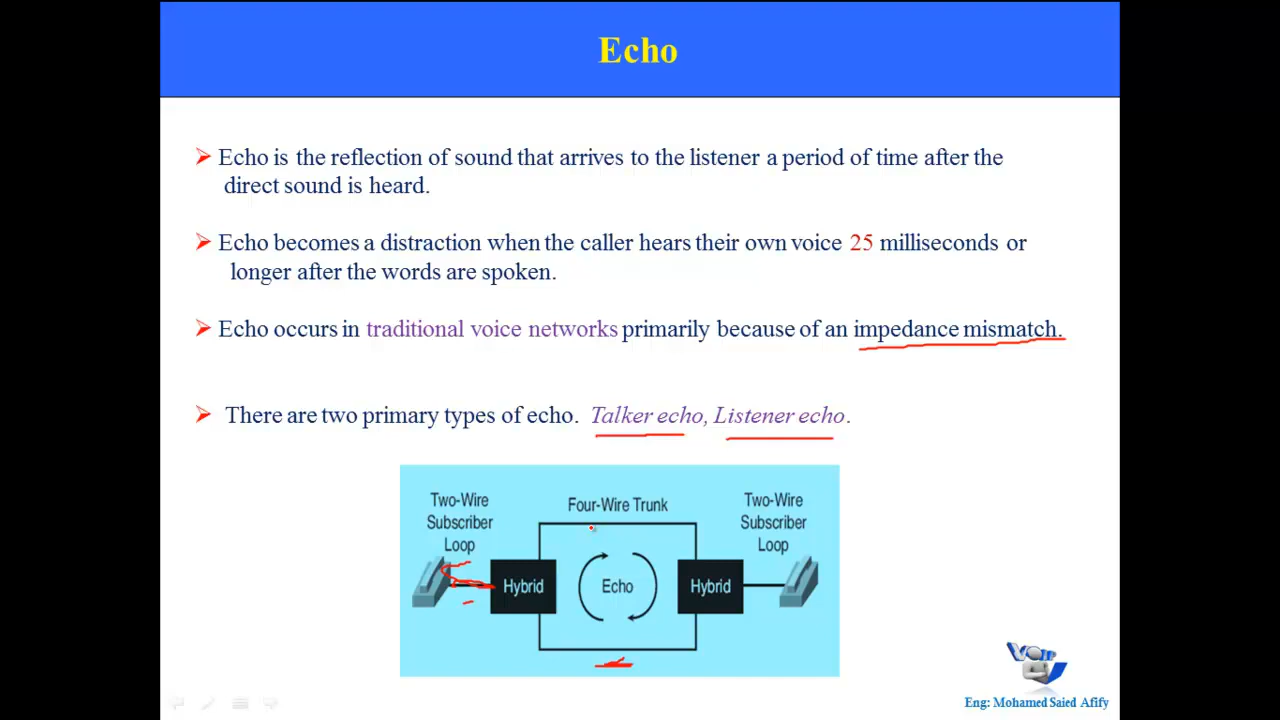 Echo
Echo is the reflection of sound that arrives to the listener a period of time after the
direct sound is heard.
Echo becomes a distraction when the caller hears their own voice 25 milliseconds or
longer after the words are spoken.
Echo occurs in traditional voice networks primarily because of an impedance mismatch.
There are two primary types of echo. Talker echo, Listener echo.
Two-Wire
Subscriber
Loop
Four-Wire Trunk
Two-Wire
Subscriber
Loop
Hybrid
Echo
Hybrid
VoIP
Eng: Mohamed Saied Afify